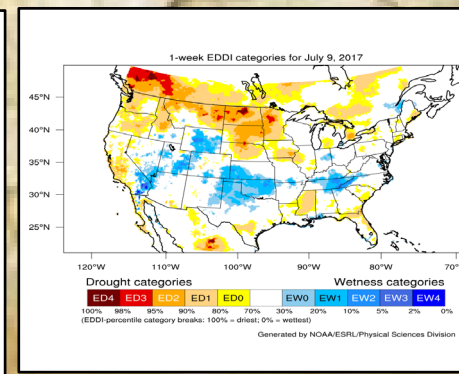 1-week EDDI categories for July 9, 2017
45°N
40°N
35°N
30°N
25°N
120°W 110°W 100°W 90°W 80°W 70°W
Drought categories Wetness categories
ED4 ED3 ED2 ED1 ED0 EW0 EW1 EW2 EW3 EW4
100% 98% 95% 90% 80% 70% 30% 20% 10% 5% 2% 0%
(EDDI-percentile category breaks: 100% = driest; 0% = wettest)
Generated by NOAA/ESRL/Physical Sciences Division